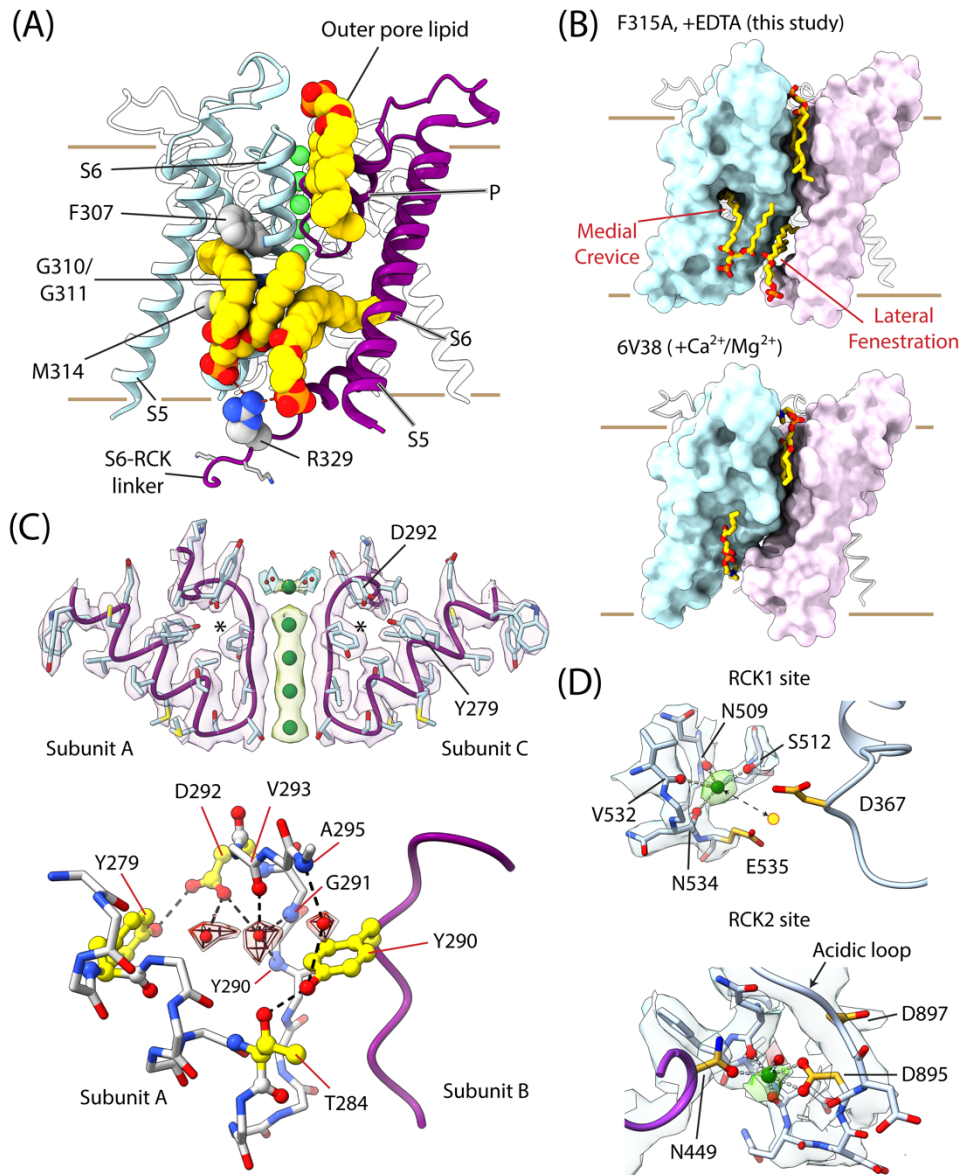 (A)
Outer pore lipid
S6
F307
P
G310/
G311
M314
S6
S5
S5
R329
S6-RCK
linker
(B)
F315A, +EDTA (this study)
Medial
Crevice
Lateral
Fenestration
6V38 (+Ca²⁺/Mg²⁺)
(C)
D292
*
*
Y279
Subunit A
Subunit C
D292
V293
A295
Y279
G291
Y290
Y290
Subunit A
Subunit B
T284
(D)
RCK1 site
N509
S512
D367
V532
E535
N534
RCK2 site
Acidic loop
D897
D895
N449